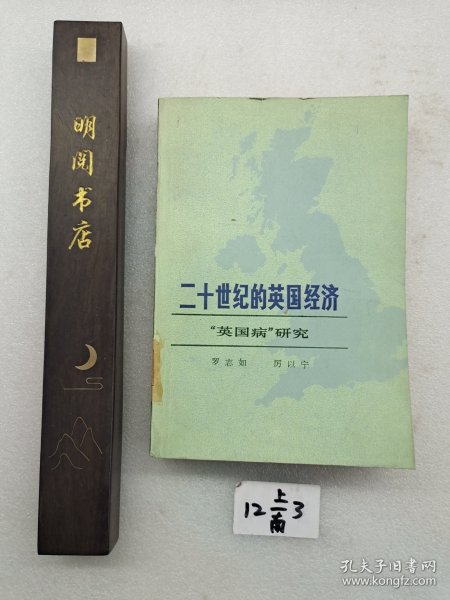 明阅书店
二十世纪的英国经济
“英国病”研究
罗志如 厉以宁
12上南3
孔夫子旧书网
www.kongfz.com